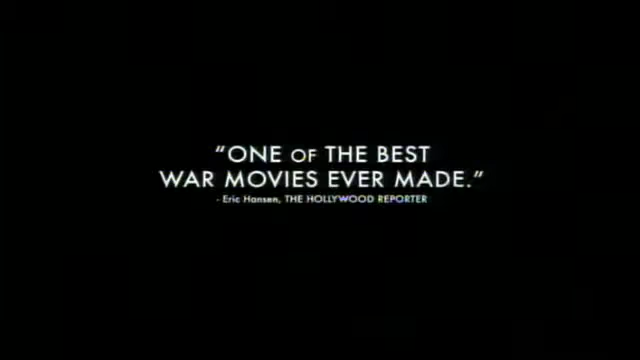 “ONE OF THE BEST
WAR MOVIES EVER MADE.”
- Eric Hansen, THE HOLLYWOOD REPORTER